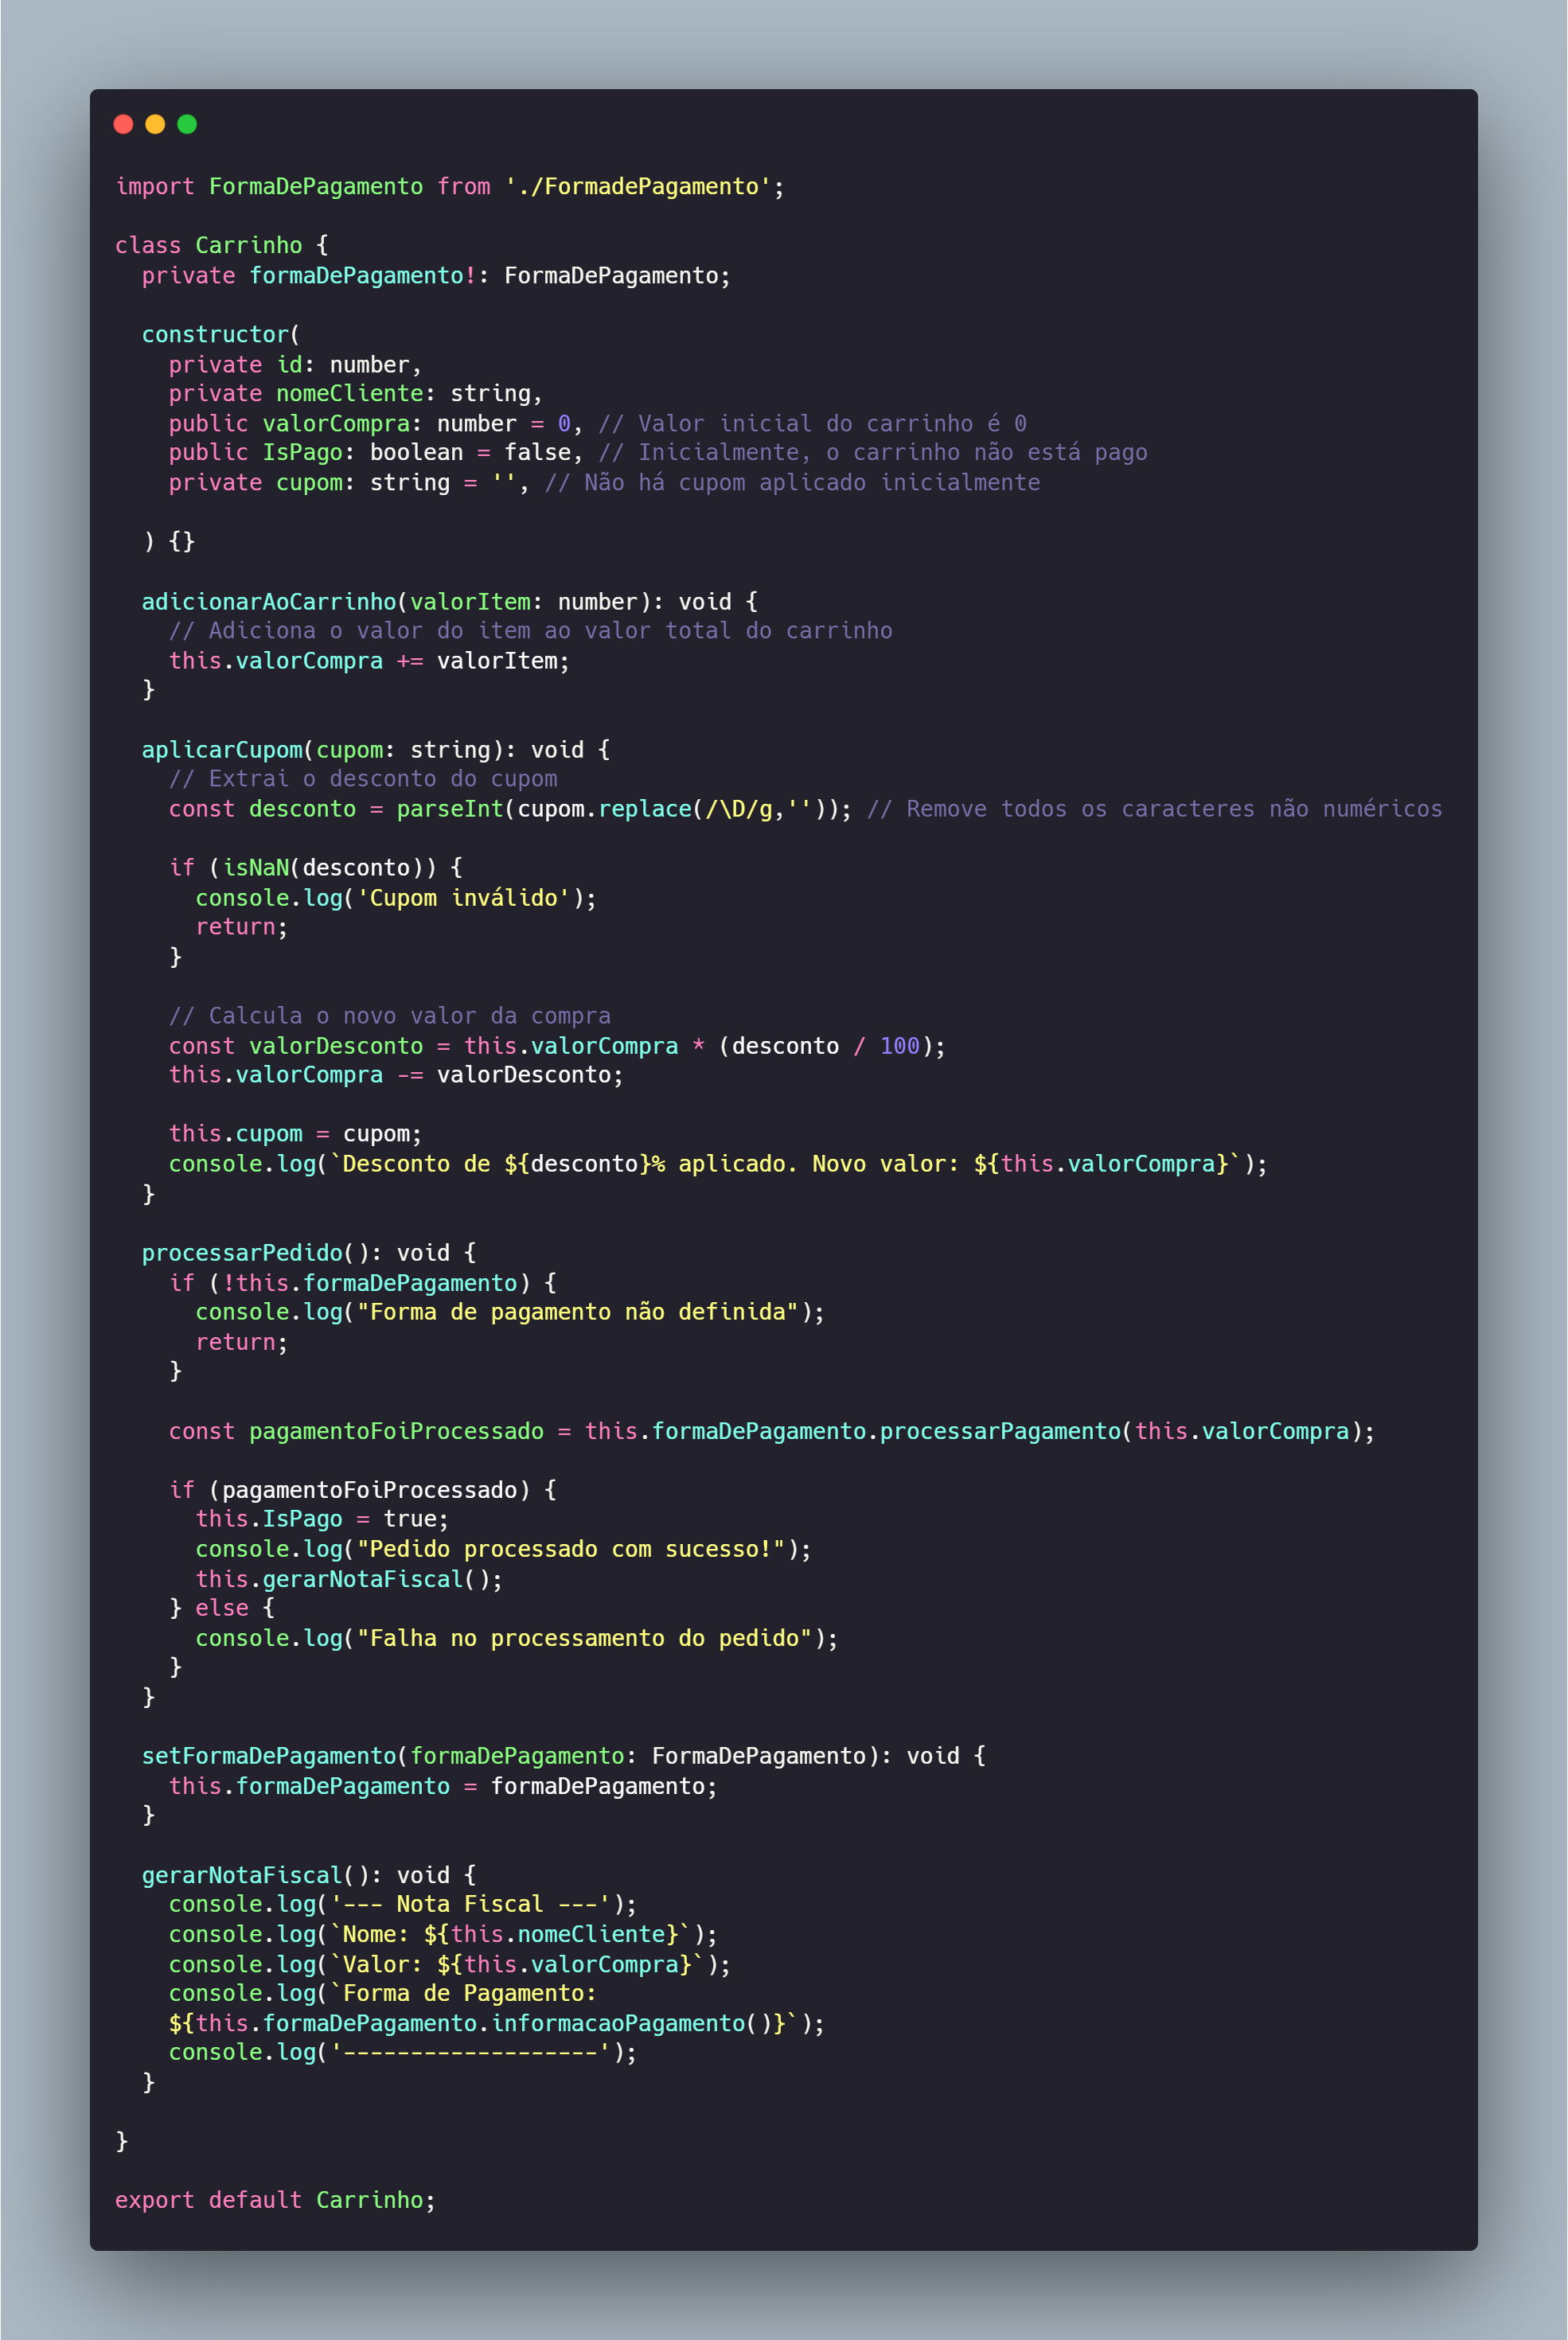 import FormaDePagamento from './FormadePagamento';

class Carrinho {
  private formaDePagamento!: FormaDePagamento;

  constructor(
    private id: number,
    private nomeCliente: string,
    public valorCompra: number = 0, // Valor inicial do carrinho é 0
    public IsPago: boolean = false, // Inicialmente, o carrinho não está pago
    private cupom: string = '', // Não há cupom aplicado inicialmente

  ) {}

  adicionarAoCarrinho(valorItem: number): void {
    // Adiciona o valor do item ao valor total do carrinho
    this.valorCompra += valorItem;
  }

  aplicarCupom(cupom: string): void {
    // Extrai o desconto do cupom
    const desconto = parseInt(cupom.replace(/\D/g,'')); // Remove todos os caracteres não numéricos

    if (isNaN(desconto)) {
      console.log('Cupom inválido');
      return;
    }

    // Calcula o novo valor da compra
    const valorDesconto = this.valorCompra * (desconto / 100);
    this.valorCompra -= valorDesconto;

    this.cupom = cupom;
    console.log(`Desconto de ${desconto}% aplicado. Novo valor: ${this.valorCompra}`);
  }

  processarPedido(): void {
    if (!this.formaDePagamento) {
      console.log("Forma de pagamento não definida");
      return;
    }

    const pagamentoFoiProcessado = this.formaDePagamento.processarPagamento(this.valorCompra);

    if (pagamentoFoiProcessado) {
      this.IsPago = true;
      console.log("Pedido processado com sucesso!");
      this.gerarNotaFiscal();
    } else {
      console.log("Falha no processamento do pedido");
    }
  }

  setFormaDePagamento(formaDePagamento: FormaDePagamento): void {
    this.formaDePagamento = formaDePagamento;
  }

  gerarNotaFiscal(): void {
    console.log('--- Nota Fiscal ---');
    console.log(`Nome: ${this.nomeCliente}`);
    console.log(`Valor: ${this.valorCompra}`);
    console.log(`Forma de Pagamento:
    ${this.formaDePagamento.informacaoPagamento()}`);
    console.log('-------------------');
  }

}

export default Carrinho;